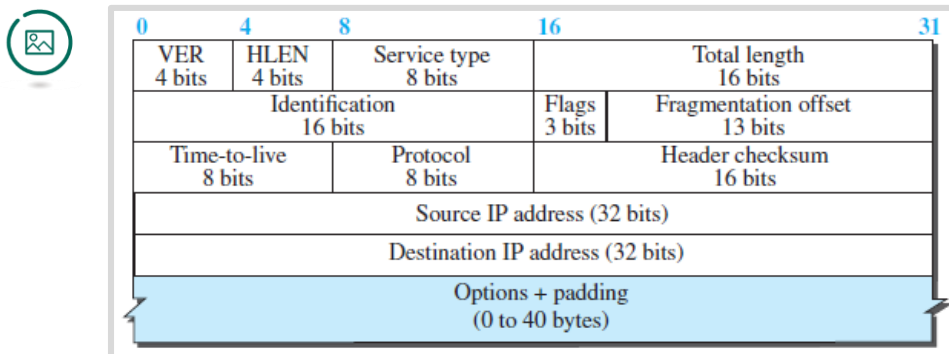 0 4 8 16 31
VER HLEN Service type Total length
4 bits 4 bits 8 bits 16 bits
Identification Flags Fragmentation offset
16 bits 3 bits 13 bits
Time-to-live Protocol Header checksum
8 bits 8 bits 16 bits
Source IP address (32 bits)
Destination IP address (32 bits)
Options + padding
(0 to 40 bytes)